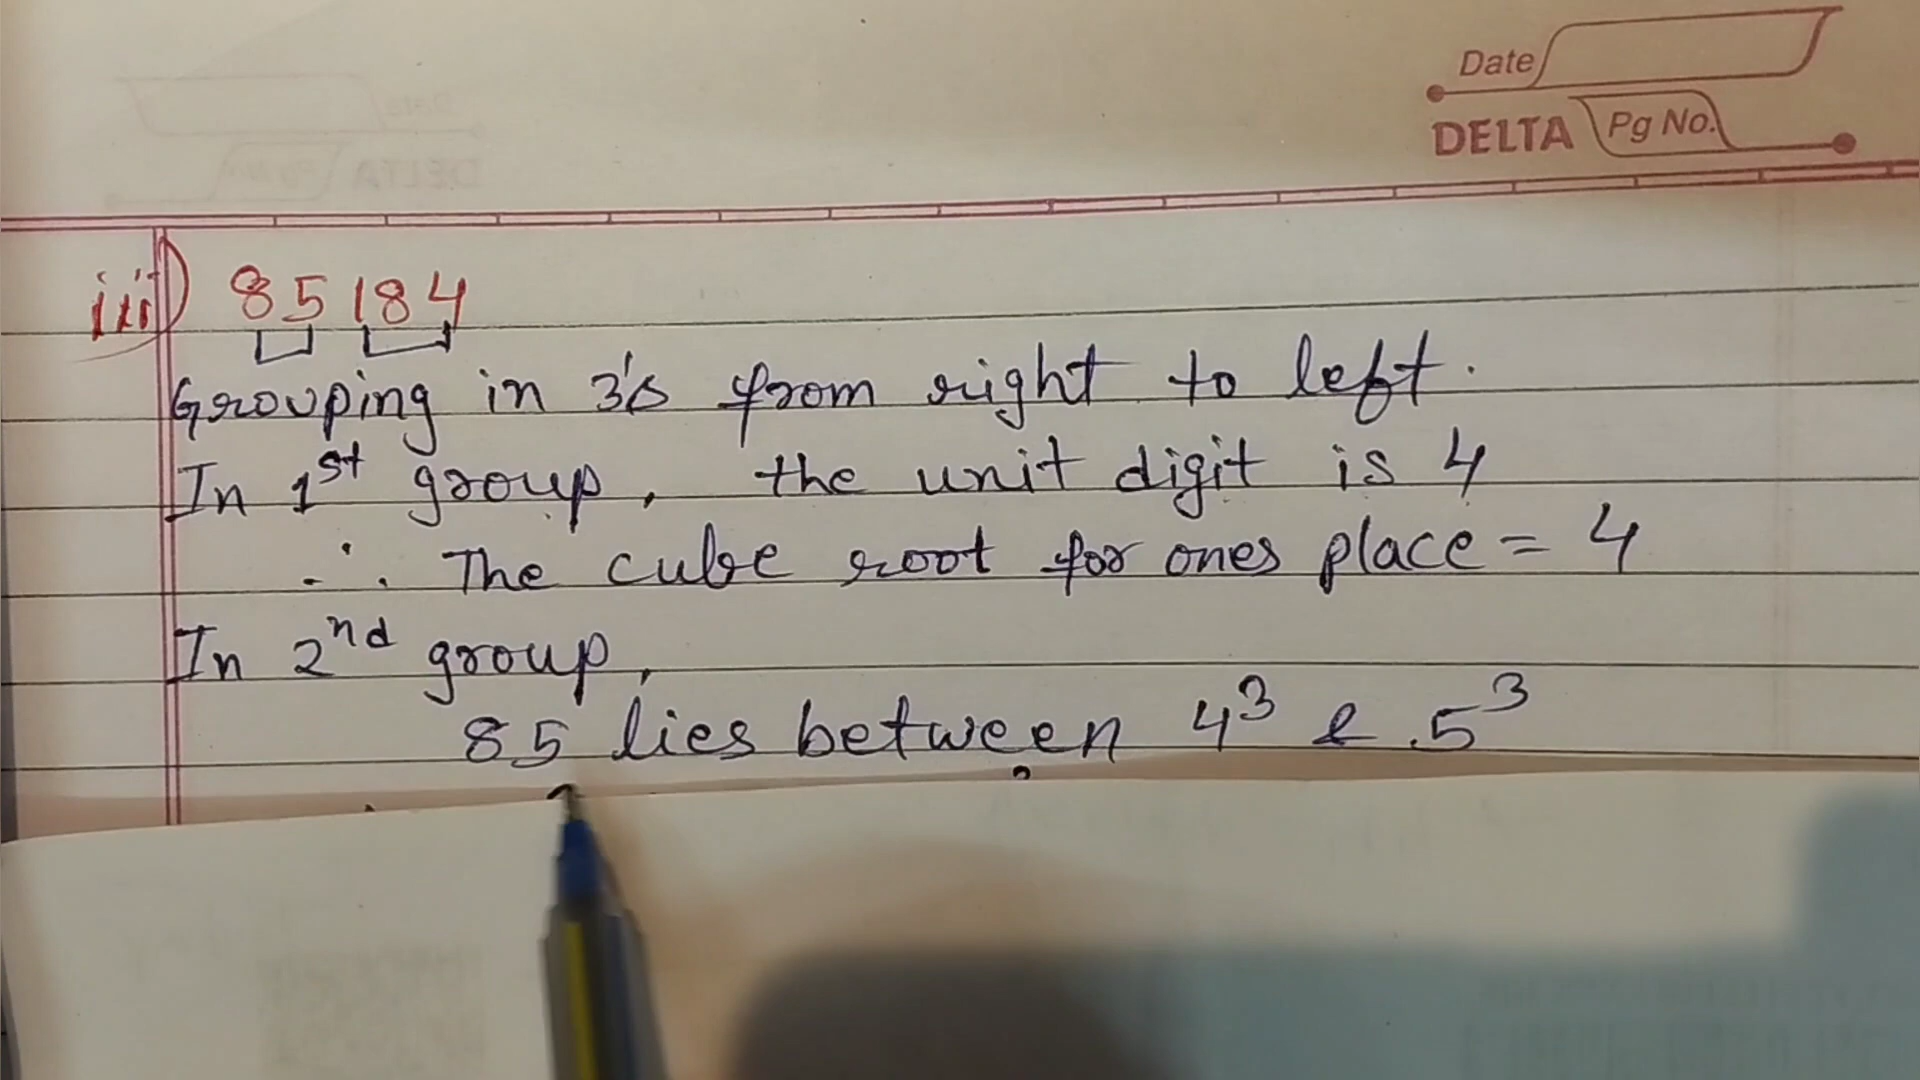 Date
DELTA Pg No.
iii) 85184
Grouping in 3's from right to left.
In 1st group, the unit digit is 4
∴ The cube root for ones place = 4
In 2nd group,
85 lies between 4³ & 5³